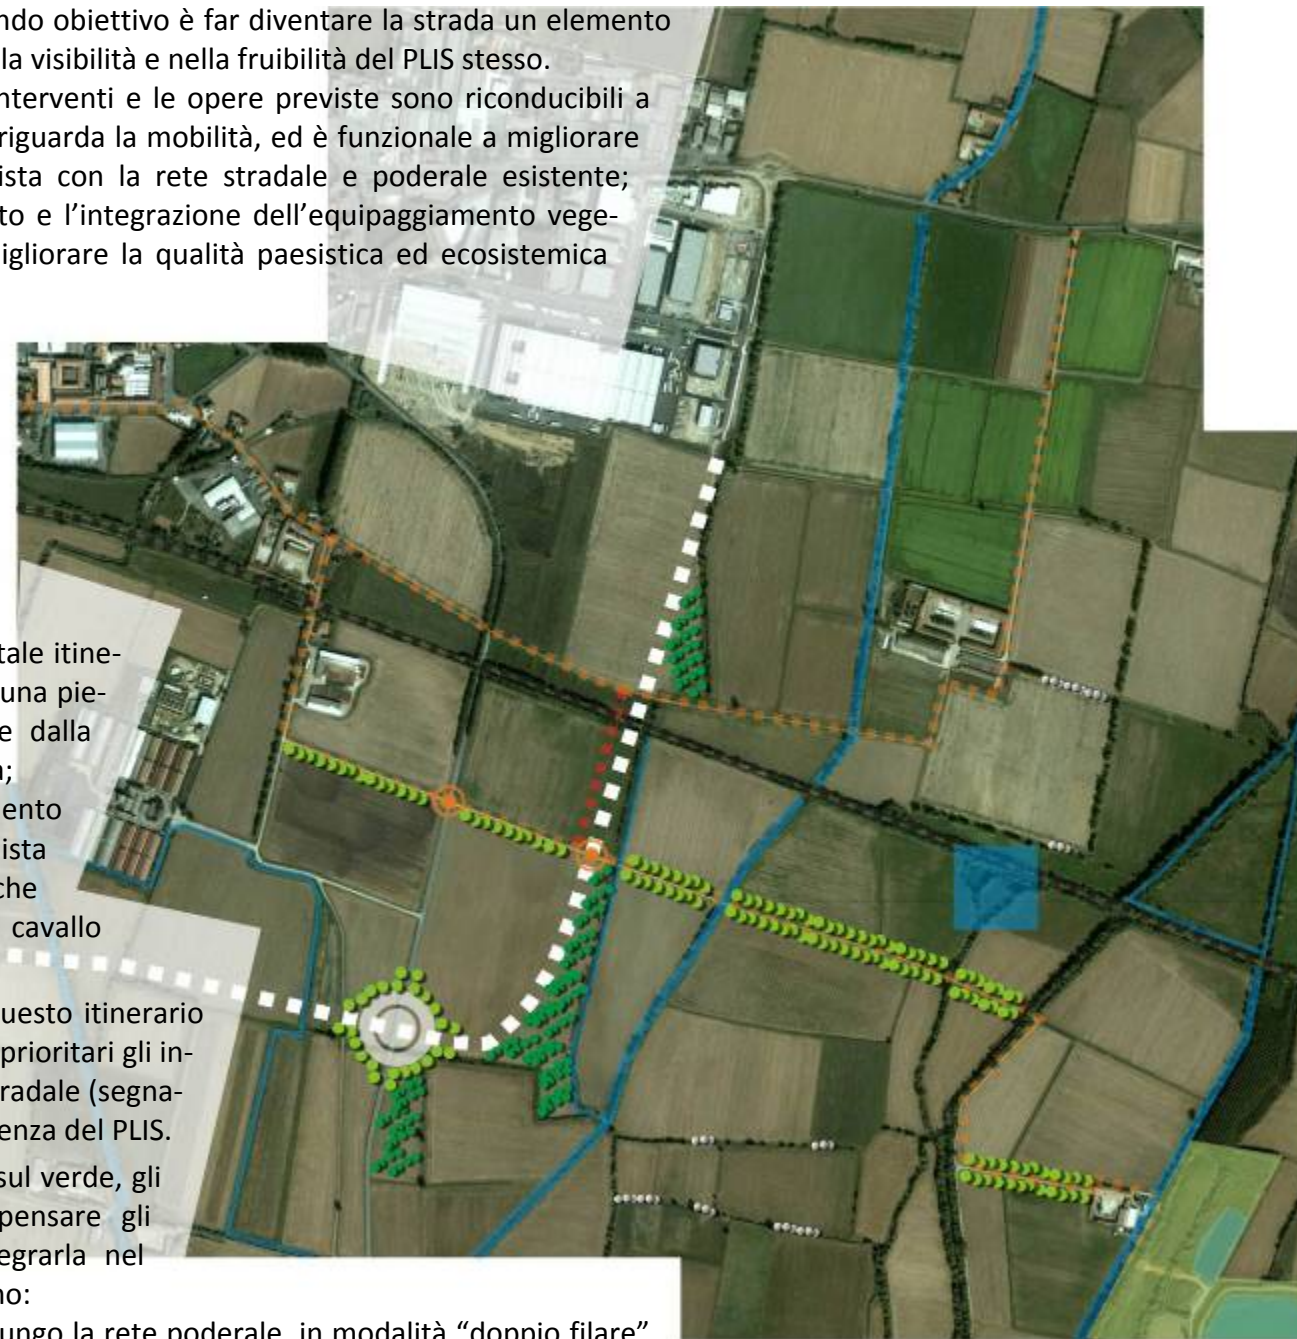 ndo obiettivo è far diventare la strada un elemento
la visibilità e nella fruibilità del PLIS stesso.
nterventi e le opere previste sono riconducibili a
riguarda la mobilità, ed è funzionale a migliorare
ista con la rete stradale e poderale esistente;
to e l’integrazione dell’equipaggiamento vege-
igliorare la qualità paesistica ed ecosistemica
tale itine-
una pie-
e dalla
;
ento
ista
che
cavallo
uesto itinerario
prioritari gli in-
radale (segna-
enza del PLIS.
sul verde, gli
pensare gli
egrarla nel
no:
ungo la rete poderale, in modalità “doppio filare”